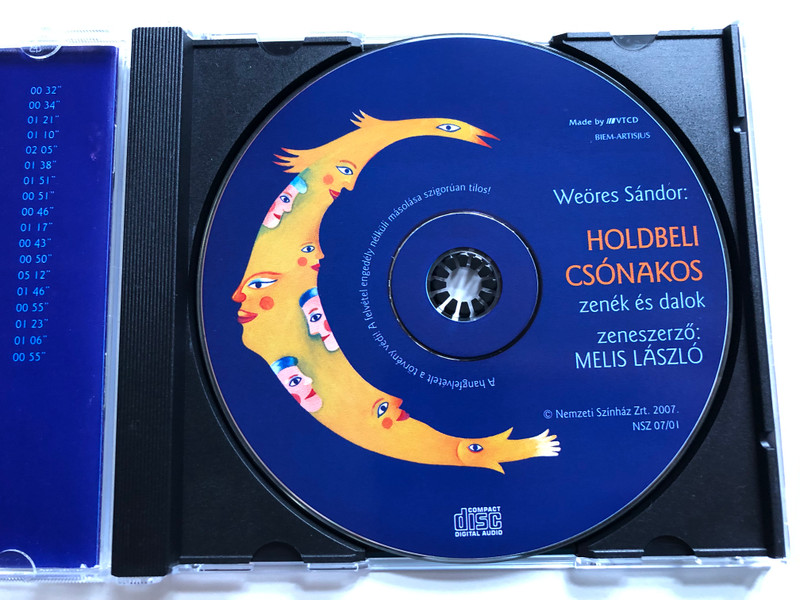 00 32"
00 34"
01 21"
01 10"
02 05"
01 38"
01 51"
00 51"
00 46"
01 17"
00 43"
00 50"
05 12"
01 46"
00 55"
01 23"
01 06"
00 55"
Made by VTCD
BIEM-ARTISJUS
Weöres Sándor:
HOLDBELI
CSÓNAKOS
zenék és dalok
zeneszerző:
MELIS LÁSZLÓ
© Nemzeti Színház Zrt. 2007.
NSZ 07/01
A hangfelvételt a törvény védi! A felvétel engedély nélküli másolása szigorúan tilos!
COMPACT
disc
DIGITAL AUDIO